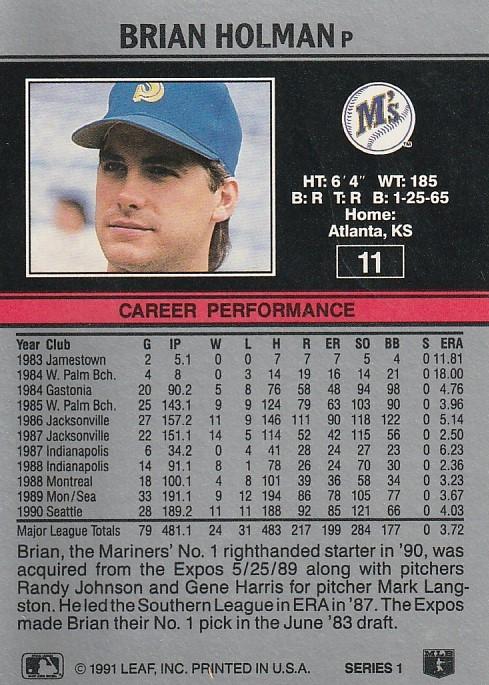 BRIAN HOLMAN P
S
M's
TM
HT: 6'4" WT: 185
B: R T: R B: 1-25-65
Home:
Atlanta, KS
11
CAREER PERFORMANCE
Year Club G IP W L H R ER SO BB S ERA
1983 Jamestown 2 5.1 0 0 7 7 7 5 4 0 11.81
1984 W. Palm Bch. 4 8 0 3 14 19 16 14 21 0 18.00
1984 Gastonia 20 90.2 5 8 76 58 48 94 98 0 4.76
1985 W. Palm Bch. 25 143.1 9 9 124 79 63 103 90 0 3.96
1986 Jacksonville 27 157.2 11 9 146 111 90 118 122 0 5.14
1987 Jacksonville 22 151.1 14 5 114 52 42 115 56 0 2.50
1987 Indianapolis 6 34.2 0 4 41 28 24 27 23 0 6.23
1988 Indianapolis 14 91.1 8 1 78 26 24 70 30 0 2.36
1988 Montreal 18 100.1 4 8 101 39 36 58 34 0 3.23
1989 Mon/Sea 33 191.1 9 12 194 86 78 105 77 0 3.67
1990 Seattle 28 189.2 11 11 188 92 85 121 66 0 4.03
Major League Totals 79 481.1 24 31 483 217 199 284 177 0 3.72
Brian, the Mariners' No. 1 righthanded starter in '90, was
acquired from the Expos 5/25/89 along with pitchers
Randy Johnson and Gene Harris for pitcher Mark Lang-
ston. He led the Southern League in ERA in '87. The Expos
made Brian their No. 1 pick in the June '83 draft.
© 1991 LEAF, INC. PRINTED IN U.S.A. SERIES 1
MLB